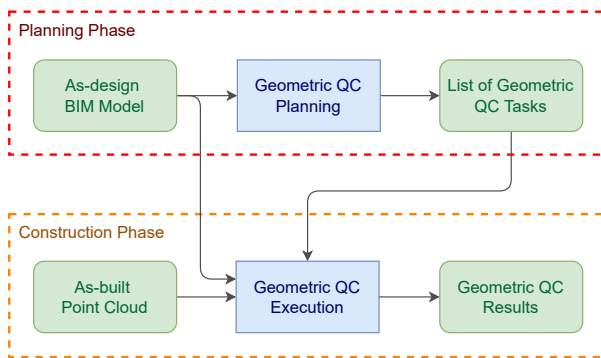 Planning Phase
As-design
BIM Model
Geometric QC
Planning
List of Geometric
QC Tasks
Construction Phase
As-built
Point Cloud
Geometric QC
Execution
Geometric QC
Results